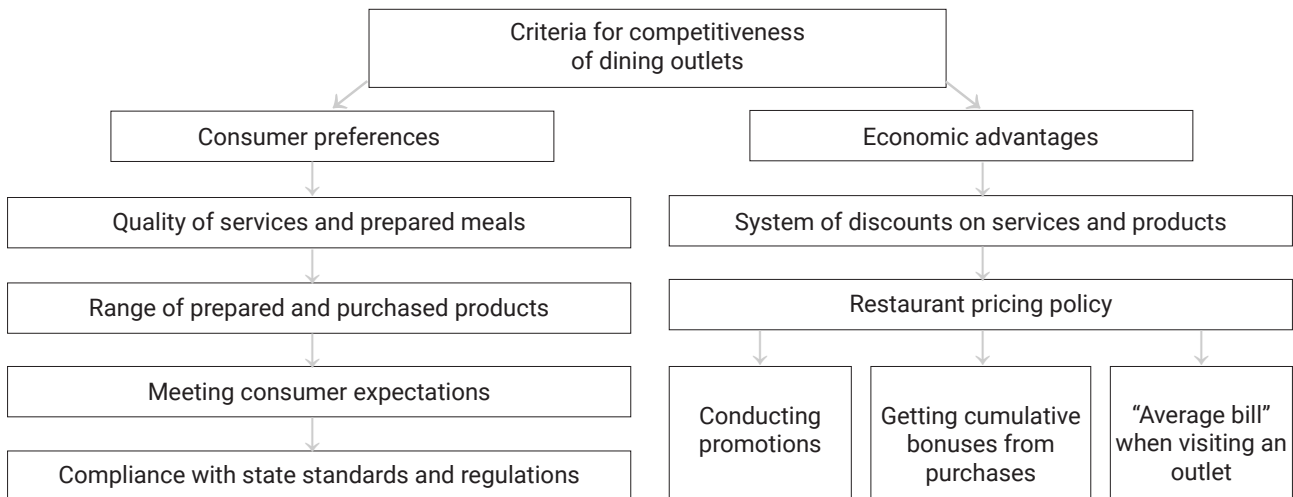 Criteria for competitiveness
of dining outlets
Consumer preferences
Economic advantages
Quality of services and prepared meals
System of discounts on services and products
Range of prepared and purchased products
Restaurant pricing policy
Meeting consumer expectations
Compliance with state standards and regulations
Conducting
promotions
Getting cumulative
bonuses from
purchases
“Average bill”
when visiting an
outlet